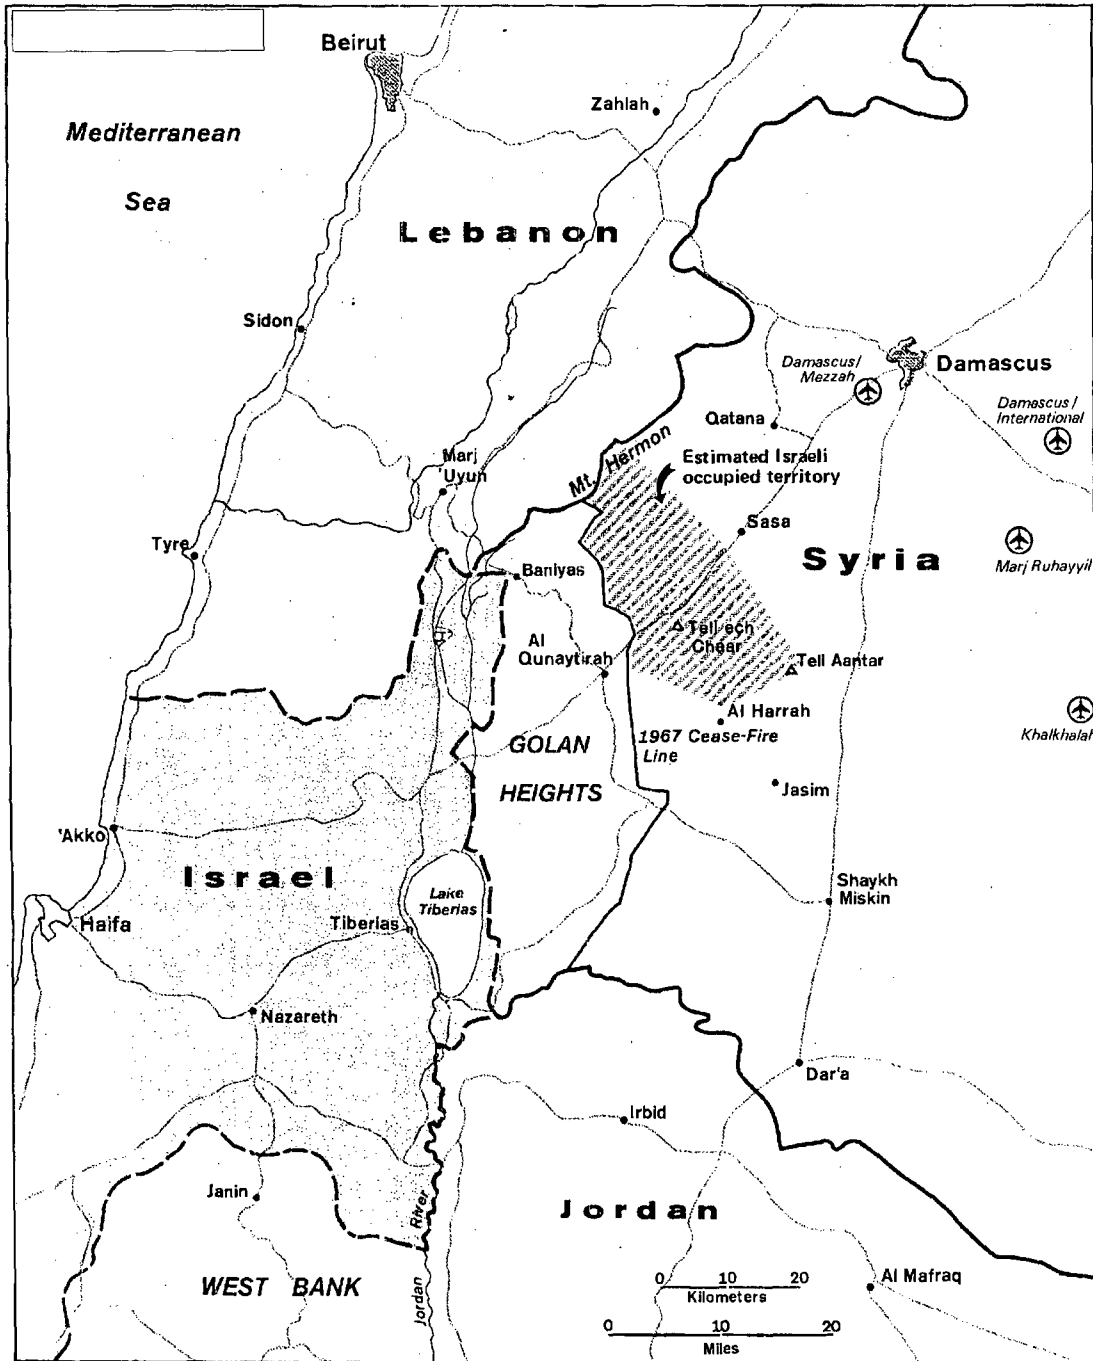 Beirut
Zahlah
Mediterranean
Sea
Lebanon
Sidon
Damascus/
Mezzah
Damascus
Damascus /
International
Qatana
Marj
'Uyun
Mt. Hermon
Estimated Israeli
occupied territory
Sasa
Tyre
Syria
Marj Ruhayyil
Baniyas
Al
Qunaytirah
Tell ech
Chaar
Tell Aantar
Al Harrah
1967 Cease-Fire
Line
Khalkhalah
GOLAN
HEIGHTS
Jasim
'Akko
Israel
Lake
Tiberias
Shaykh
Miskin
Haifa
Tiberias
Nazareth
Dar'a
Irbid
Janin
Jordan
River
Jordan
WEST BANK
Al Mafraq
0 10 20
Kilometers
0 10 20
Miles